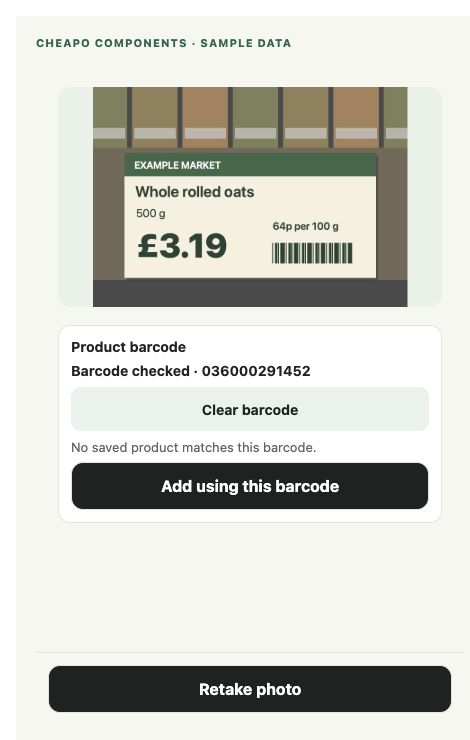 CHEAPO COMPONENTS · SAMPLE DATA
EXAMPLE MARKET
Whole rolled oats
500 g
£3.19
64p per 100 g
Product barcode
Barcode checked · 036000291452
Clear barcode
No saved product matches this barcode.
Add using this barcode
Retake photo